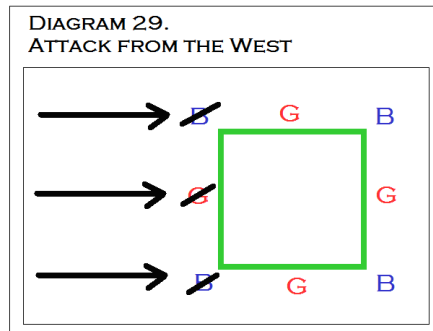 Diagram 29.
Attack from the West
B G B
G G
B G B